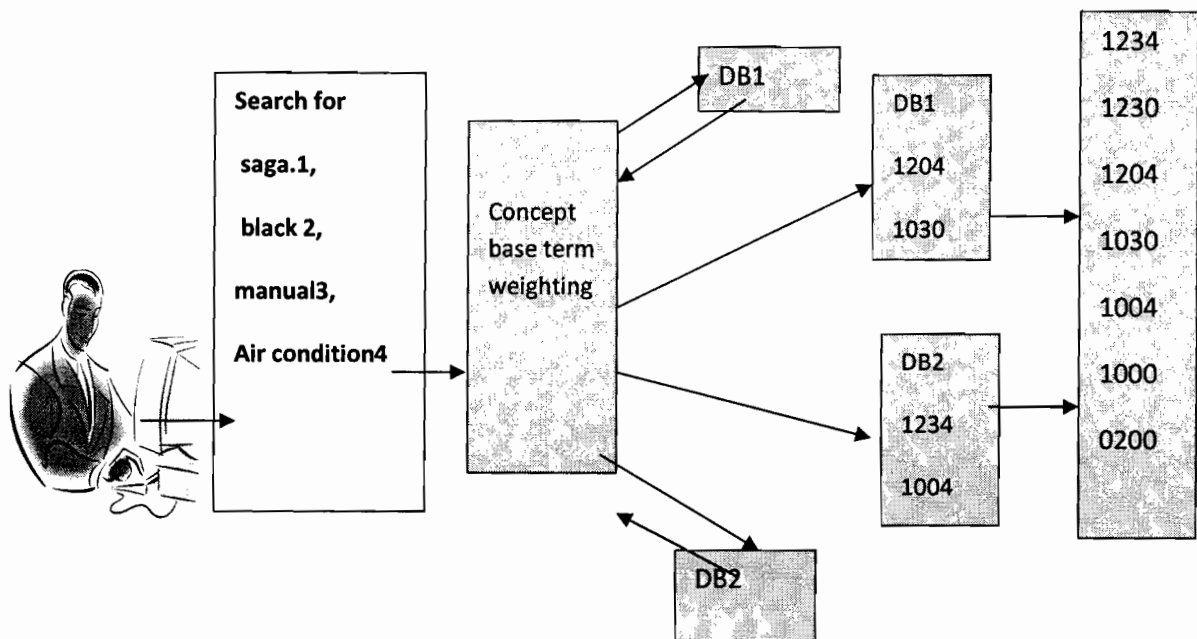 Search for
saga.1,
black 2,
manual3,
Air condition4
Concept
base term
weighting
DB1
DB2
DB1
1204
1030
DB2
1234
1004
1234
1230
1204
1030
1004
1000
0200